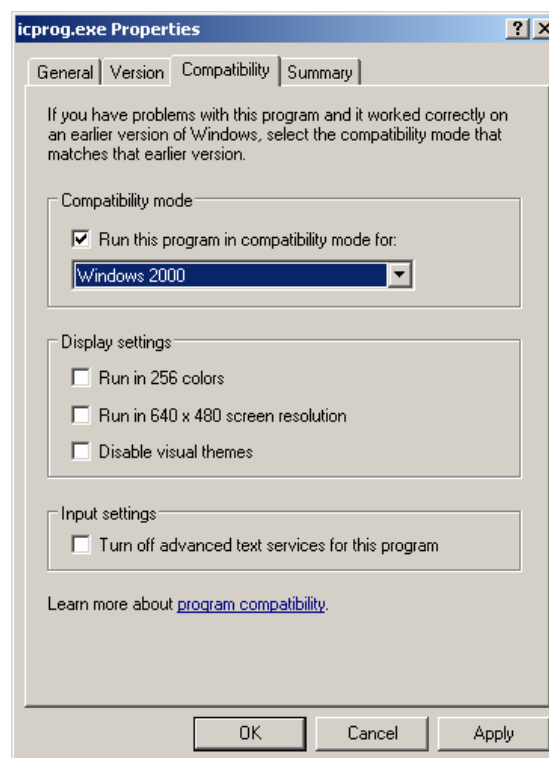 icprog.exe Properties
General Version Compatibility Summary
If you have problems with this program and it worked correctly on
an earlier version of Windows, select the compatibility mode that
matches that earlier version.
Compatibility mode
Run this program in compatibility mode for:
Windows 2000
Display settings
Run in 256 colors
Run in 640 x 480 screen resolution
Disable visual themes
Input settings
Turn off advanced text services for this program
Learn more about program compatibility.
OK Cancel Apply